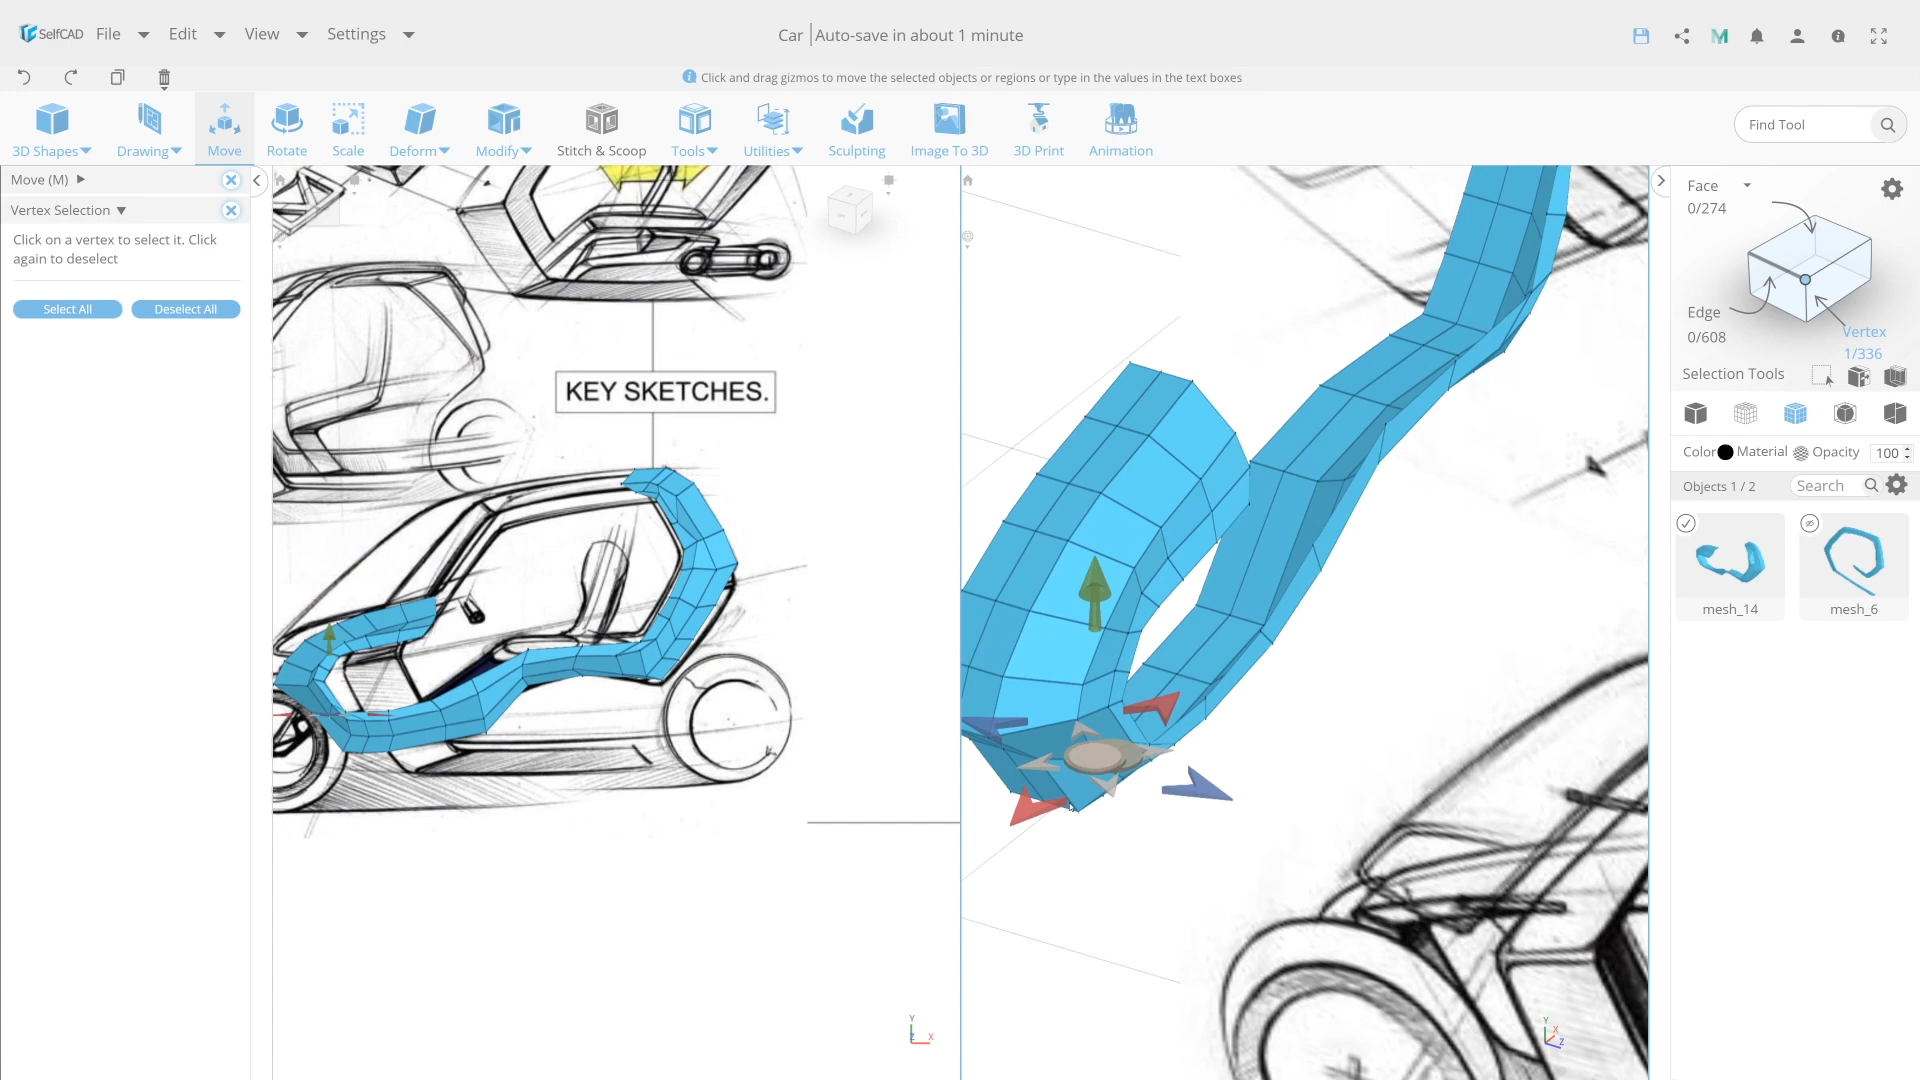 SelfCAD File Edit View Settings
Car Auto-save in about 1 minute
Click and drag gizmos to move the selected objects or regions or type in the values in the text boxes
3D Shapes Drawing Move Rotate Scale Deform Modify Stitch & Scoop Tools Utilities Sculpting Image To 3D 3D Print Animation
Find Tool
Move (M)
Vertex Selection
Click on a vertex to select it. Click
again to deselect
Select All Deselect All
KEY SKETCHES.
Y
Z X
Y
X
Z
Face
0/274
Edge
0/608
Vertex
1/336
Selection Tools
Color Material Opacity 100
Objects 1 / 2 Search
mesh_14 mesh_6